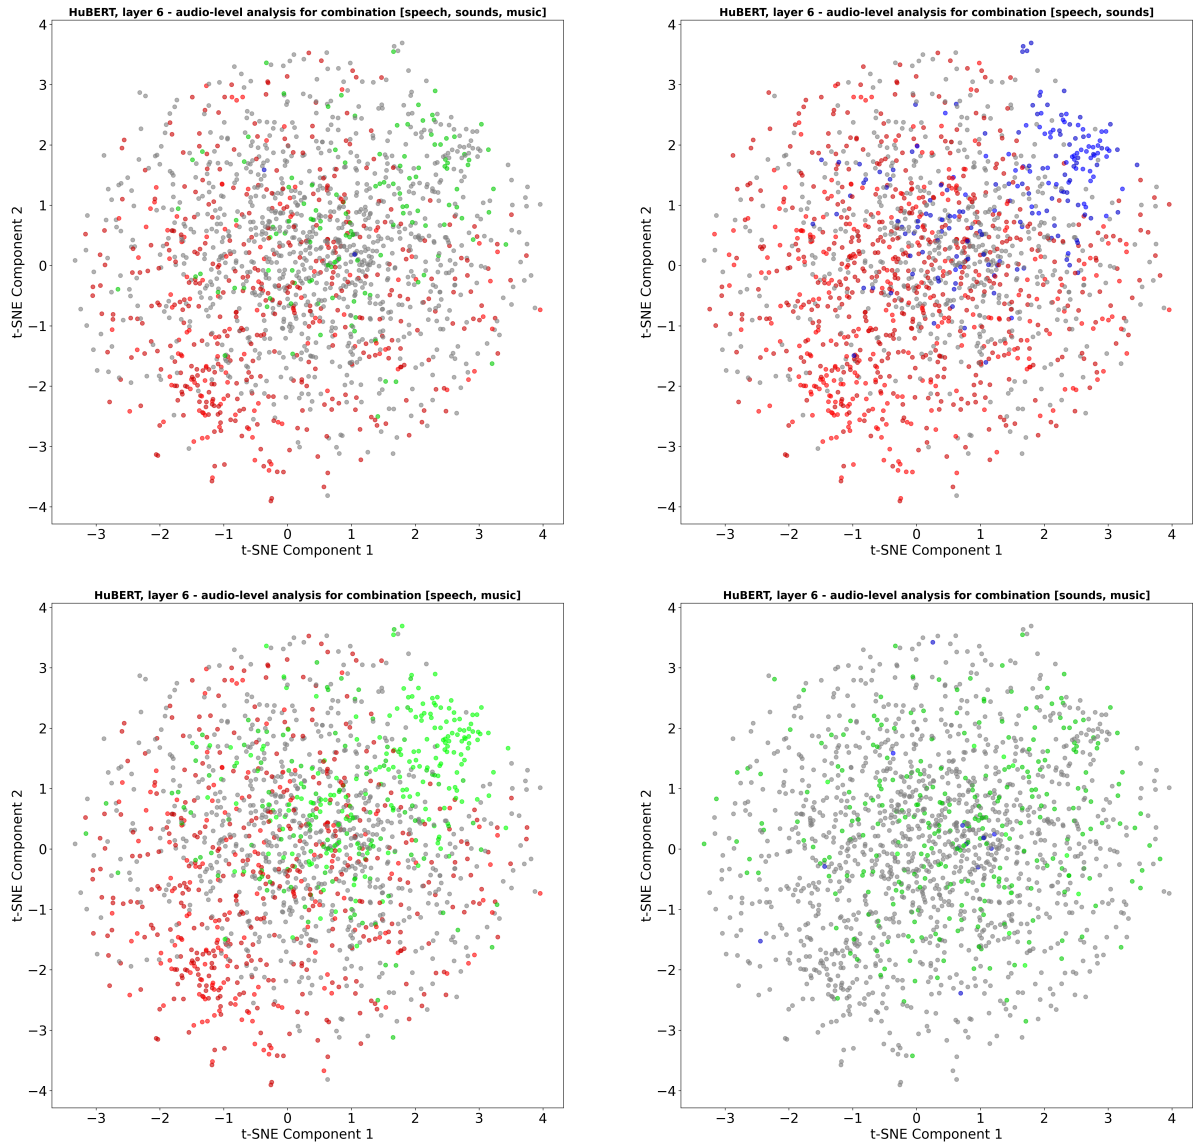 HuBERT, layer 6 - audio-level analysis for combination [speech, sounds, music]
4
3
2
1
0
−1
−2
−3
−4
t-SNE Component 2
−3 −2 −1 0 1 2 3 4
t-SNE Component 1
HuBERT, layer 6 - audio-level analysis for combination [speech, sounds]
4
3
2
1
0
−1
−2
−3
−4
t-SNE Component 2
−3 −2 −1 0 1 2 3 4
t-SNE Component 1
HuBERT, layer 6 - audio-level analysis for combination [speech, music]
4
3
2
1
0
−1
−2
−3
−4
t-SNE Component 2
−3 −2 −1 0 1 2 3 4
t-SNE Component 1
HuBERT, layer 6 - audio-level analysis for combination [sounds, music]
4
3
2
1
0
−1
−2
−3
−4
t-SNE Component 2
−3 −2 −1 0 1 2 3 4
t-SNE Component 1